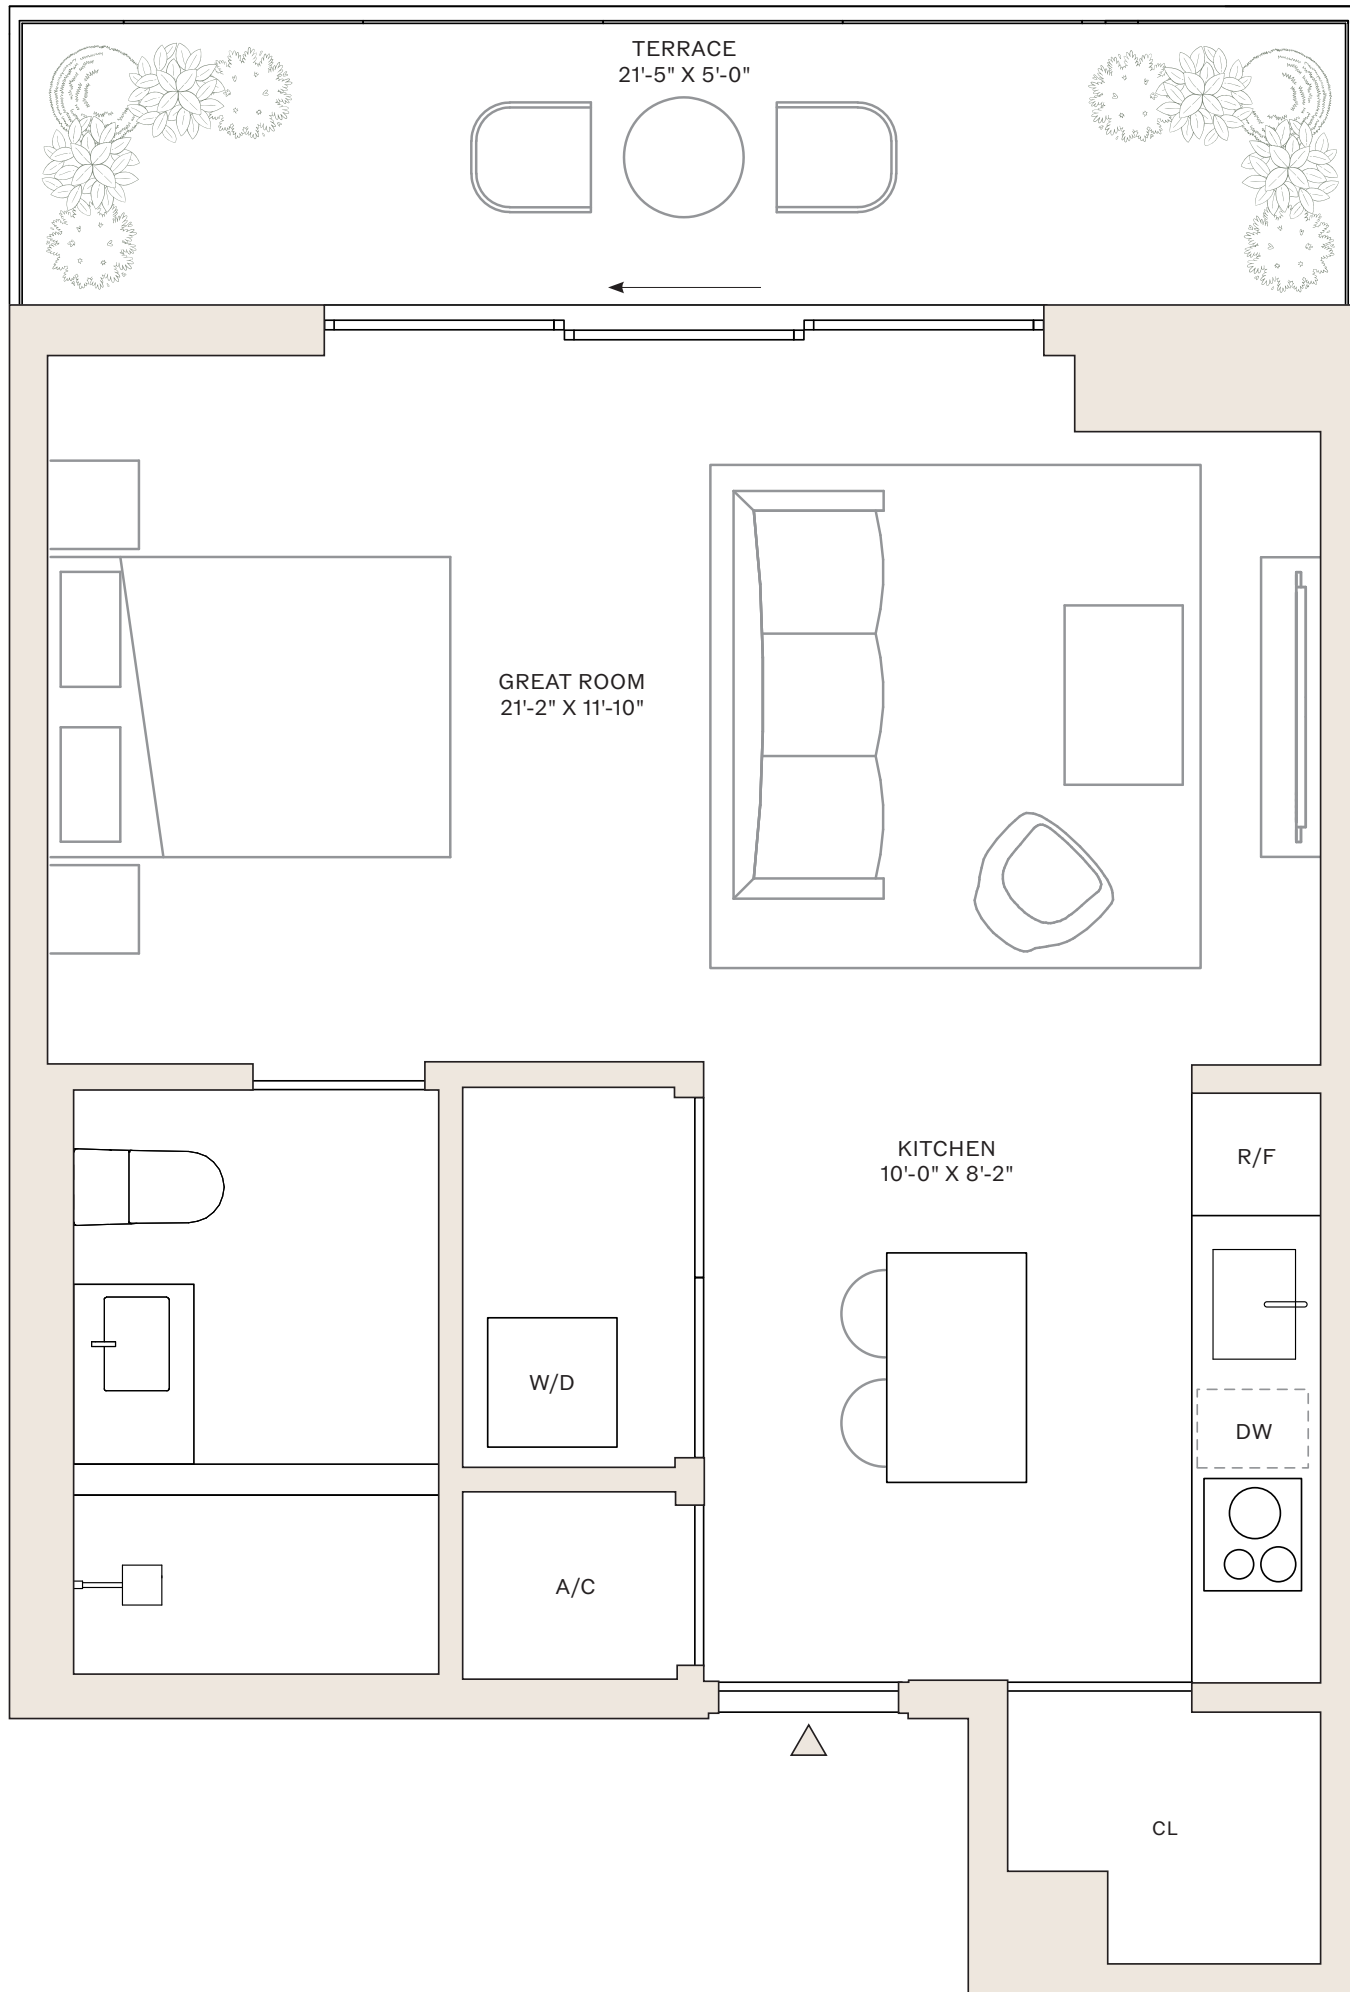 TERRACE
21'-5" X 5'-0"
GREAT ROOM
21'-2" X 11'-10"
KITCHEN
10'-0" X 8'-2"
R/F
W/D
DW
A/C
CL